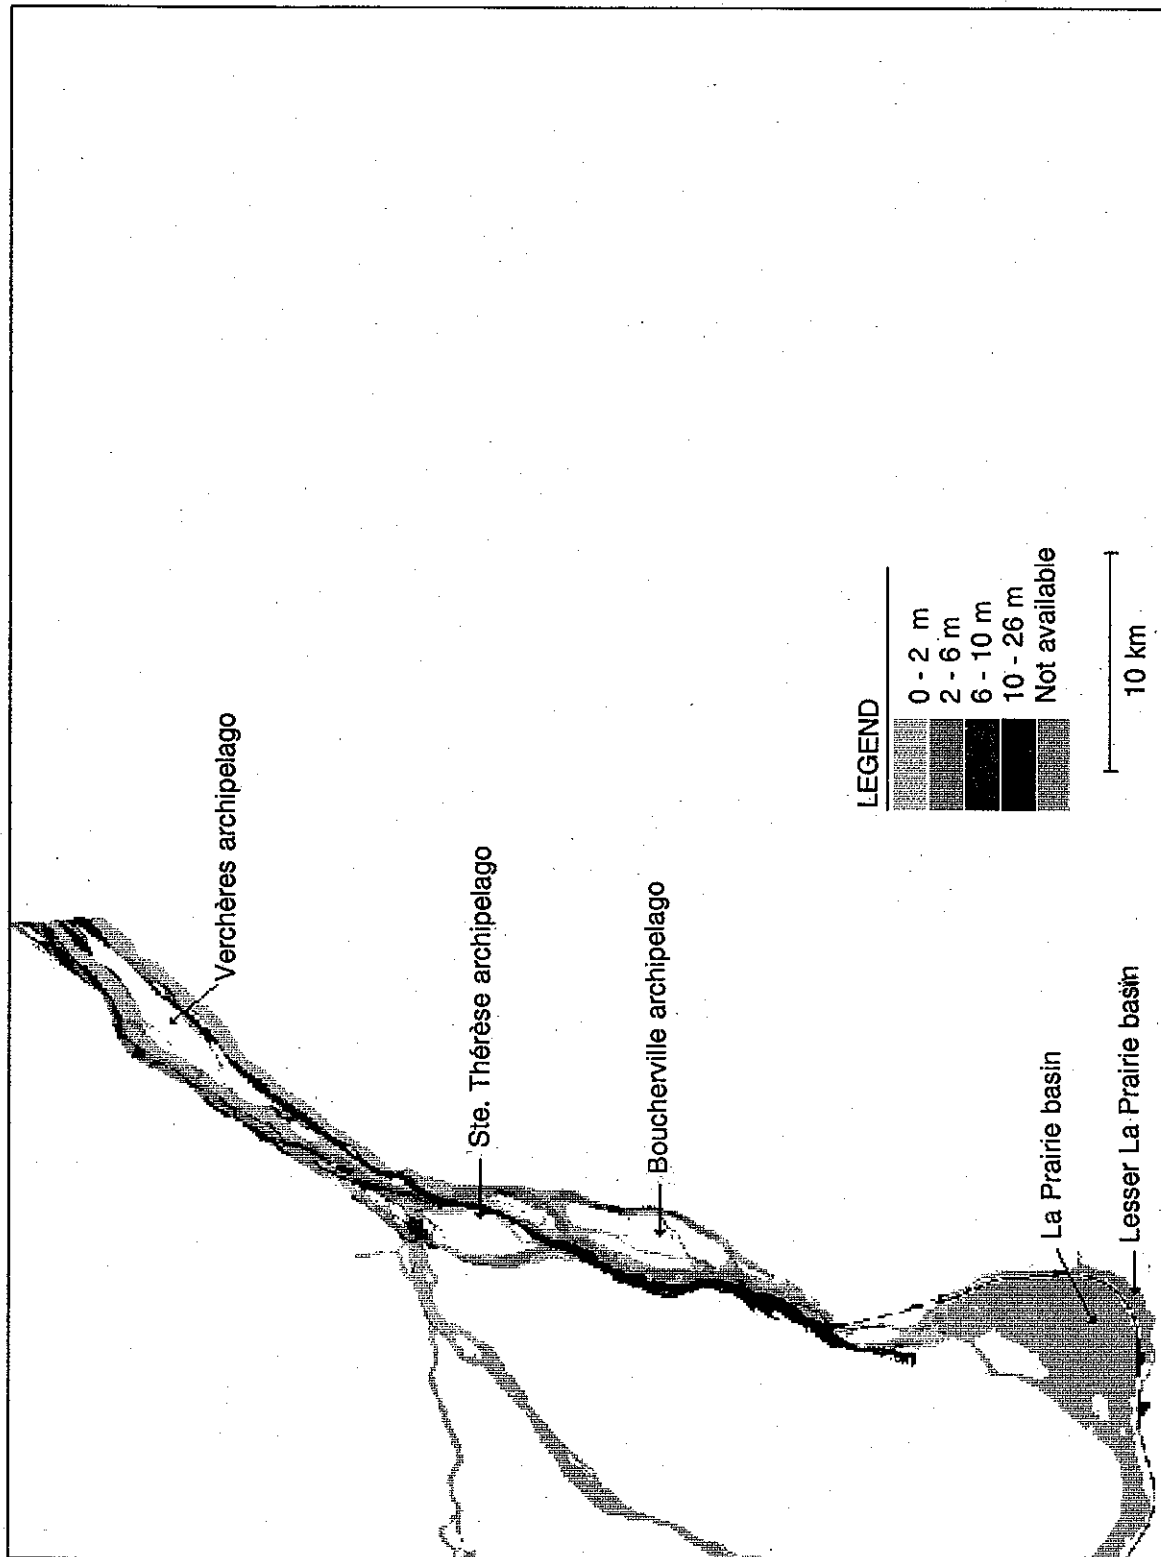 Verchères archipelago
Ste. Thérèse archipelago
Boucherville archipelago
La Prairie basin
Lesser La Prairie basin
LEGEND
0 - 2 m
2 - 6 m
6 - 10 m
10 - 26 m
Not available
10 km